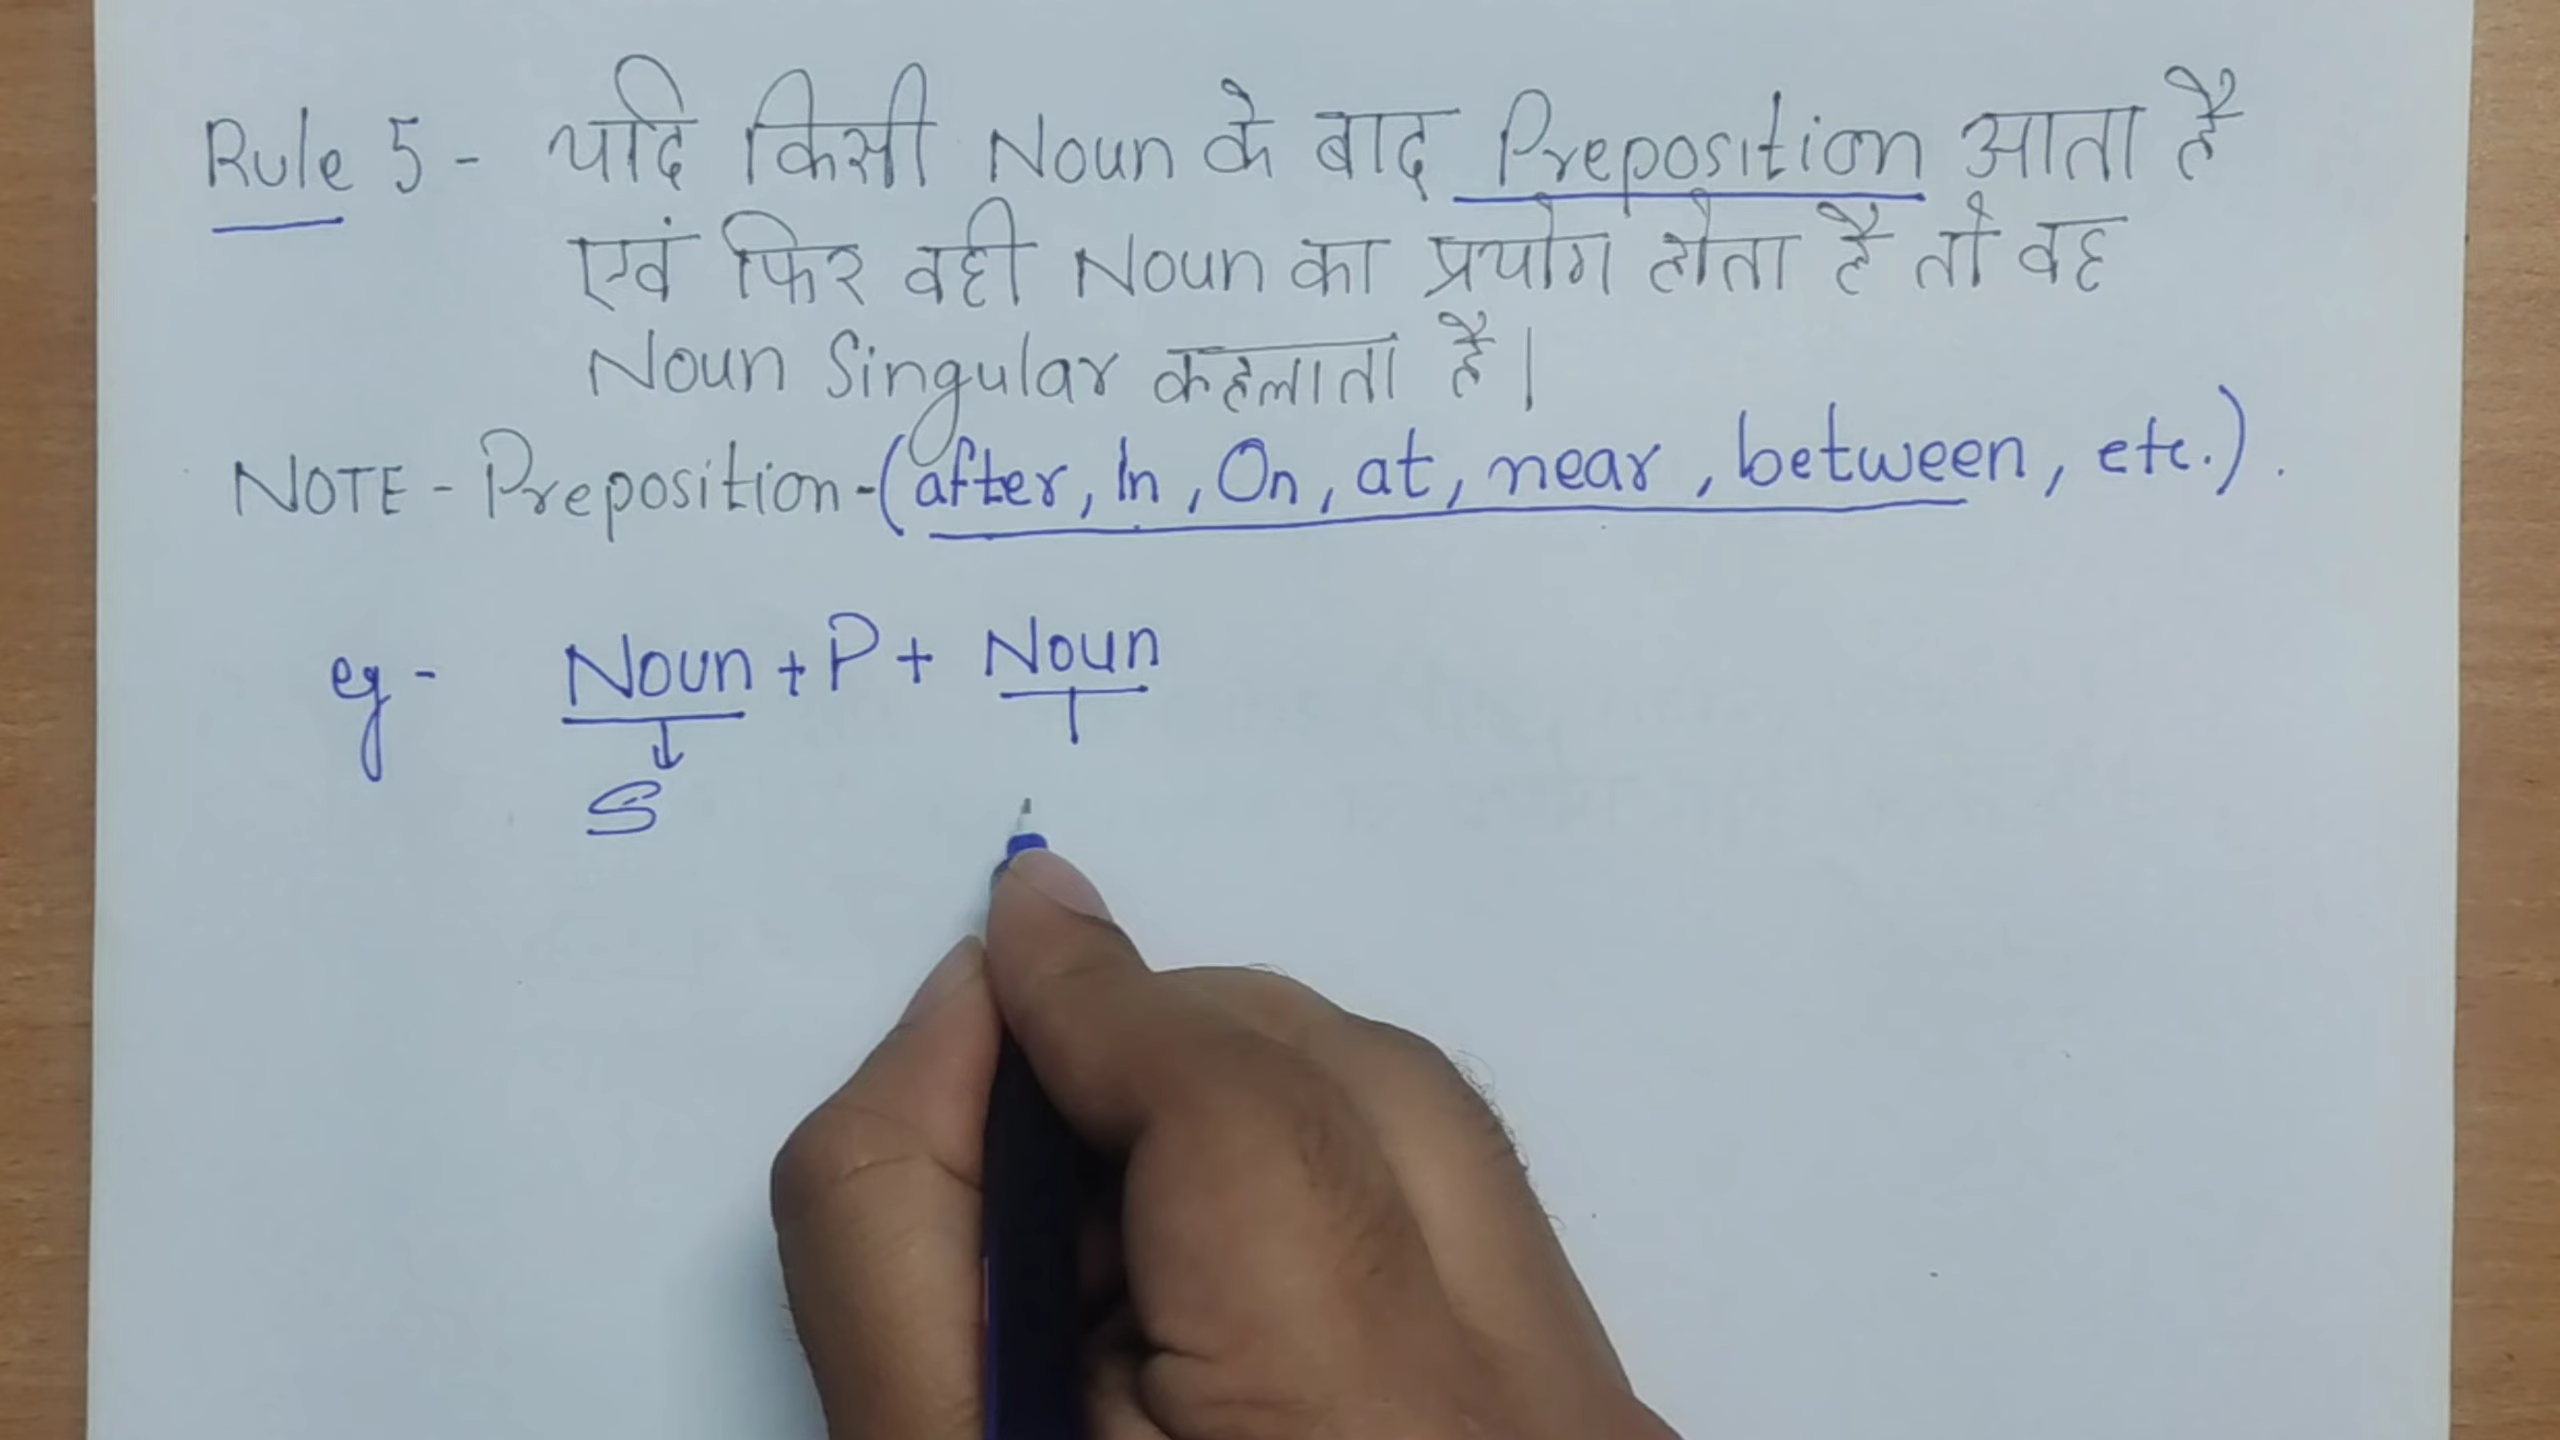 Rule 5 - यदि किसी Noun के बाद Preposition आता है
एवं फिर वही Noun का प्रयोग होता है तो वह
Noun Singular कहलाता है।
NOTE - Preposition - (after, In, On, at, near, between, etc.).
eg - Noun + P + Noun
S